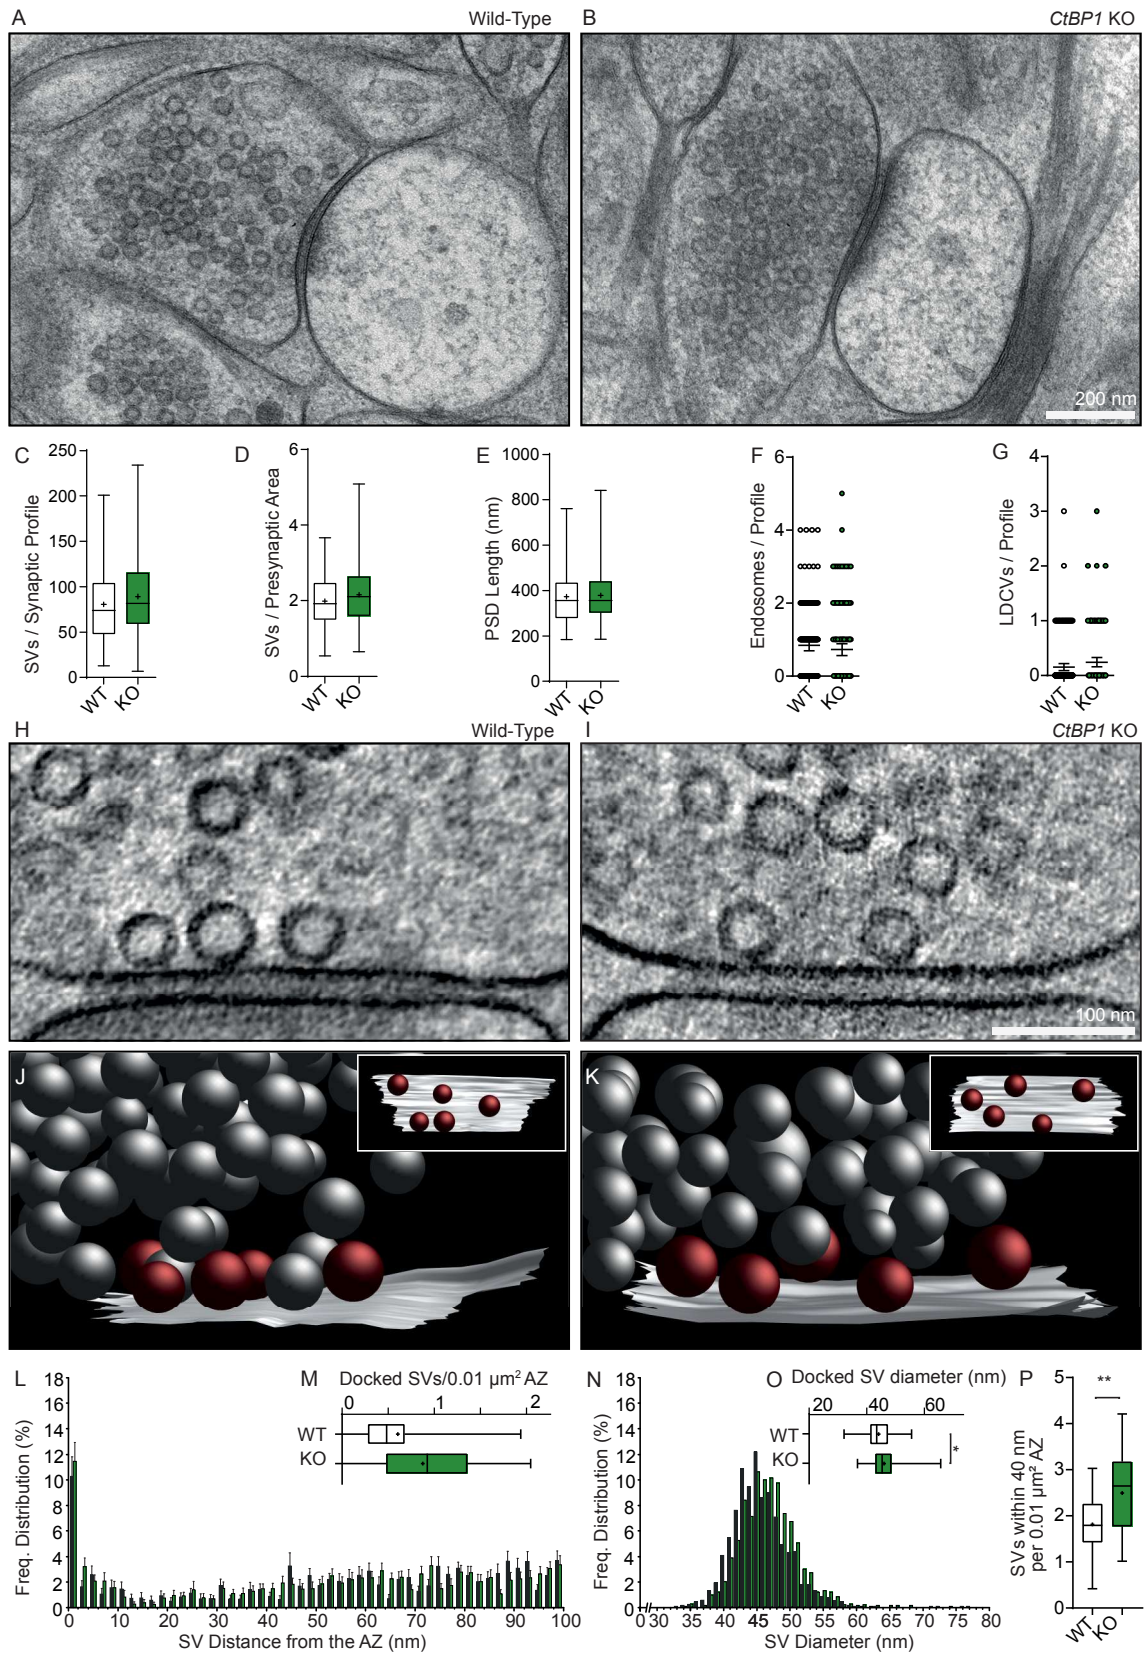 A Wild-Type
B CtBP1 KO
200 nm
C
SVs / Synaptic Profile
250
200
150
100
50
0
WT KO
D
SVs / Presynaptic Area
6
4
2
0
WT KO
E
PSD Length (nm)
1000
800
600
400
200
0
WT KO
F
Endosomes / Profile
6
4
2
0
WT KO
G
LDCVs / Profile
4
3
2
1
0
WT KO
H Wild-Type
I CtBP1 KO
100 nm
J
K
L
Freq. Distribution (%)
18
16
14
12
10
8
6
4
2
0
0 10 20 30 40 50 60 70 80 90 100
SV Distance from the AZ (nm)
M Docked SVs/0.01 µm² AZ
0 1 2
WT
KO
N
Freq. Distribution (%)
18
16
14
12
10
8
6
4
2
0
0 30 35 40 45 50 55 60 65 70 75 80
SV Diameter (nm)
O Docked SV diameter (nm)
20 40 60
WT
KO
*
P
SVs within 40 nm
per 0.01 µm² AZ
5
4
3
2
1
0
**
WT KO